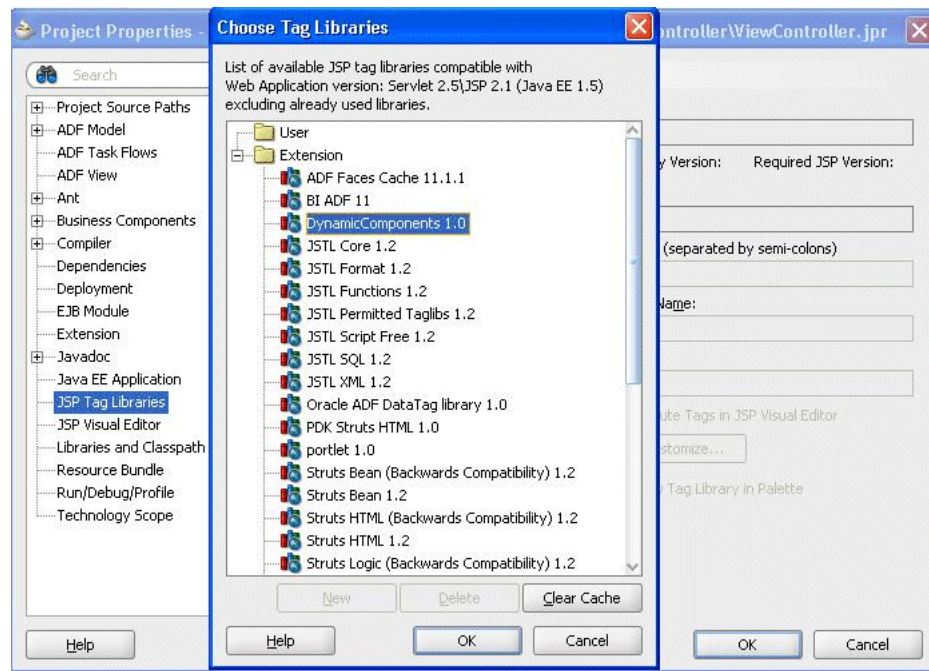 Project Properties -
Search
Project Source Paths
ADF Model
ADF Task Flows
ADF View
Ant
Business Components
Compiler
Dependencies
Deployment
EJB Module
Extension
Javadoc
Java EE Application
JSP Tag Libraries
JSP Visual Editor
Libraries and Classpath
Resource Bundle
Run/Debug/Profile
Technology Scope
Help
Choose Tag Libraries
List of available JSP tag libraries compatible with
Web Application version: Servlet 2.5\JSP 2.1 (Java EE 1.5)
excluding already used libraries.
User
Extension
ADF Faces Cache 11.1.1
BI ADF 11
DynamicComponents 1.0
JSTL Core 1.2
JSTL Format 1.2
JSTL Functions 1.2
JSTL Permitted Taglibs 1.2
JSTL Script Free 1.2
JSTL SQL 1.2
JSTL XML 1.2
Oracle ADF DataTag library 1.0
PDK Struts HTML 1.0
portlet 1.0
Struts Bean (Backwards Compatibility) 1.2
Struts Bean 1.2
Struts HTML (Backwards Compatibility) 1.2
Struts HTML 1.2
Struts Logic (Backwards Compatibility) 1.2
New Delete Clear Cache
Help OK Cancel
ontroller\ViewController.jpr
y Version: Required JSP Version:
(separated by semi-colons)
Name:
ute Tags in JSP Visual Editor
stomize...
Tag Library in Palette
OK Cancel